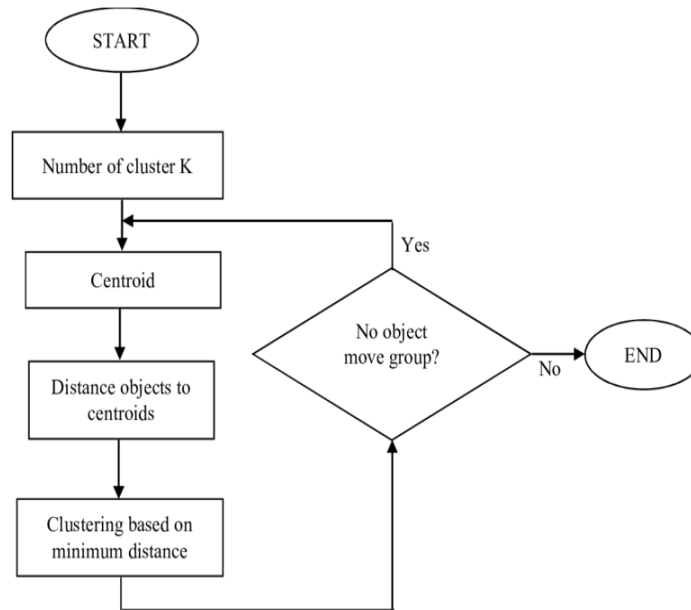 START
Number of cluster K
Centroid
Distance objects to
centroids
Clustering based on
minimum distance
No object
move group?
Yes
No
END